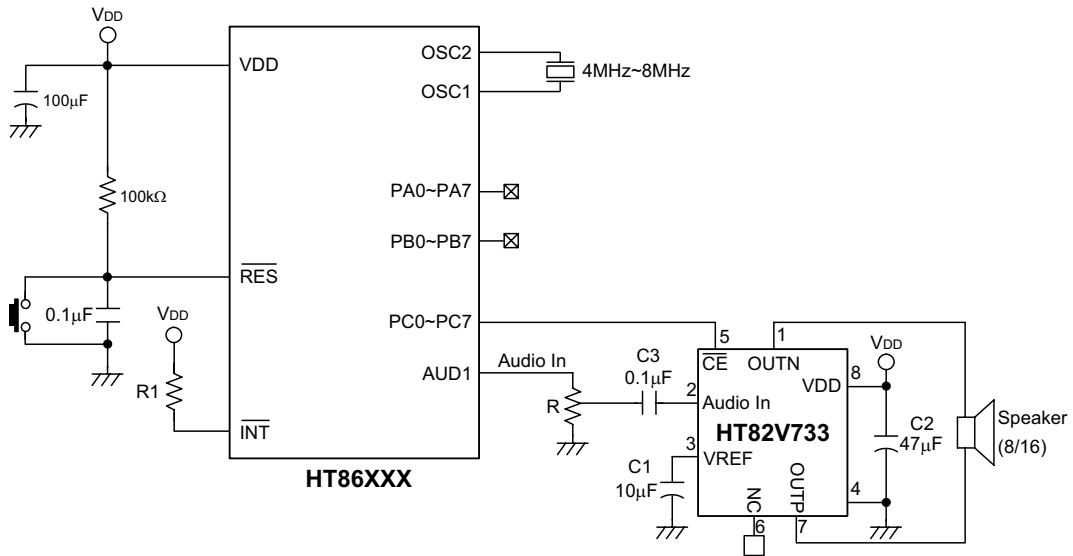 VDD
VDD
OSC2
OSC1
4MHz~8MHz
100μF
100kΩ
PA0~PA7
PB0~PB7
RES
0.1μF
VDD
PC0~PC7
R1
AUD1
Audio In
INT
HT86XXX
R
C3
0.1μF
5
1
CE
OUTN
VDD
8
VDD
2
Audio In
HT82V733
3
VREF
C1
10μF
C2
47μF
Speaker
(8/16)
NC
OUTP
4
6
7